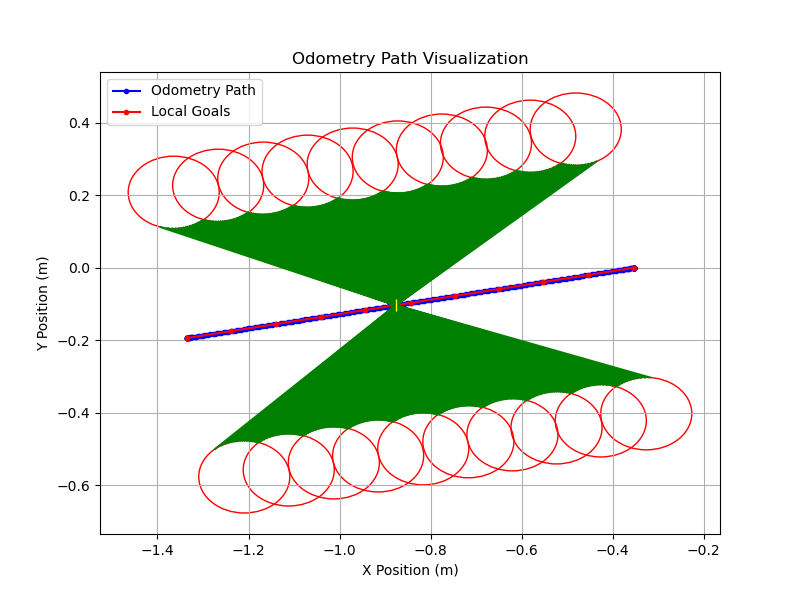 Odometry Path Visualization
Odometry Path
Local Goals
Y Position (m)
0.4
0.2
0.0
−0.2
−0.4
−0.6
−1.4 −1.2 −1.0 −0.8 −0.6 −0.4 −0.2
X Position (m)